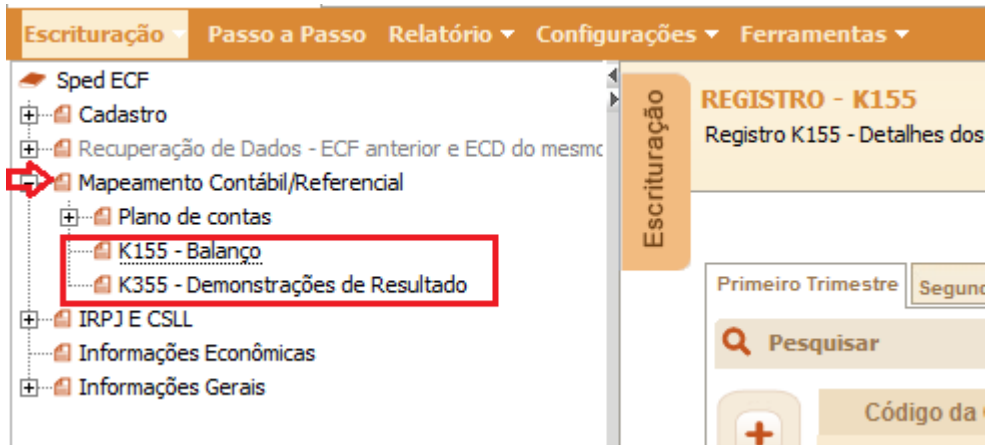 Escrituração Passo a Passo Relatório Configurações Ferramentas
Sped ECF
Cadastro
Recuperação de Dados - ECF anterior e ECD do mesmo
Mapeamento Contábil/Referencial
Plano de contas
K155 - Balanço
K355 - Demonstrações de Resultado
IRPJ E CSLL
Informações Econômicas
Informações Gerais
Escrituração
REGISTRO - K155
Registro K155 - Detalhes dos
Primeiro Trimestre Segund
Pesquisar
Código da